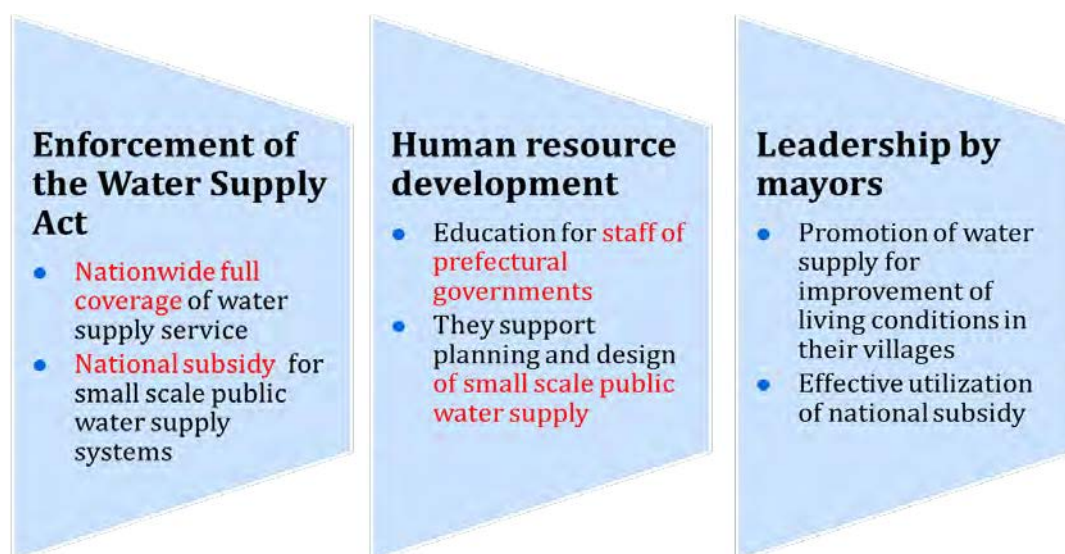 Enforcement of
the Water Supply
Act
• Nationwide full
coverage of water
supply service
• National subsidy for
small scale public
water supply
systems
Human resource
development
• Education for staff of
prefectural
governments
• They support
planning and design
of small scale public
water supply
Leadership by
mayors
• Promotion of water
supply for
improvement of
living conditions in
their villages
• Effective utilization
of national subsidy